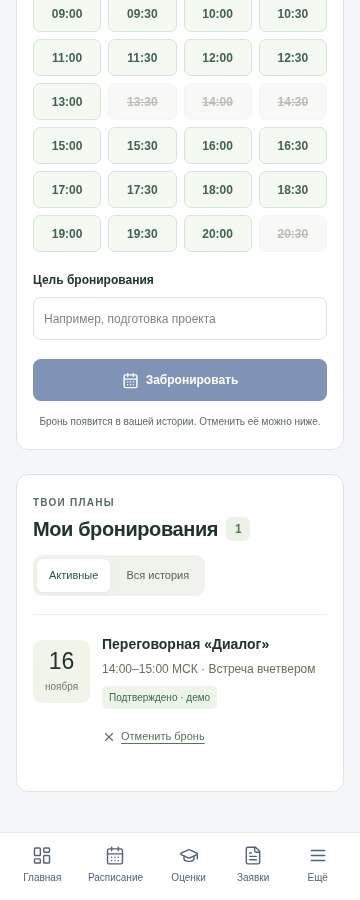 09:00 09:30 10:00 10:30
11:00 11:30 12:00 12:30
13:00 13:30 14:00 14:30
15:00 15:30 16:00 16:30
17:00 17:30 18:00 18:30
19:00 19:30 20:00 20:30
Цель бронирования
Например, подготовка проекта
Забронировать
Бронь появится в вашей истории. Отменить её можно ниже.
ТВОИ ПЛАНЫ
Мои бронирования 1
Активные Вся история
16
ноября
Переговорная «Диалог»
14:00–15:00 МСК · Встреча вчетвером
Подтверждено · демо
Отменить бронь
Главная Расписание Оценки Заявки Ещё